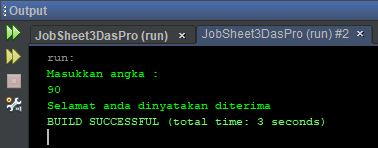 Output
JobSheet3DasPro (run) ×
JobSheet3DasPro (run) #2 ×
run:
Masukkan angka :
90
Selamat anda dinyatakan diterima
BUILD SUCCESSFUL (total time: 3 seconds)